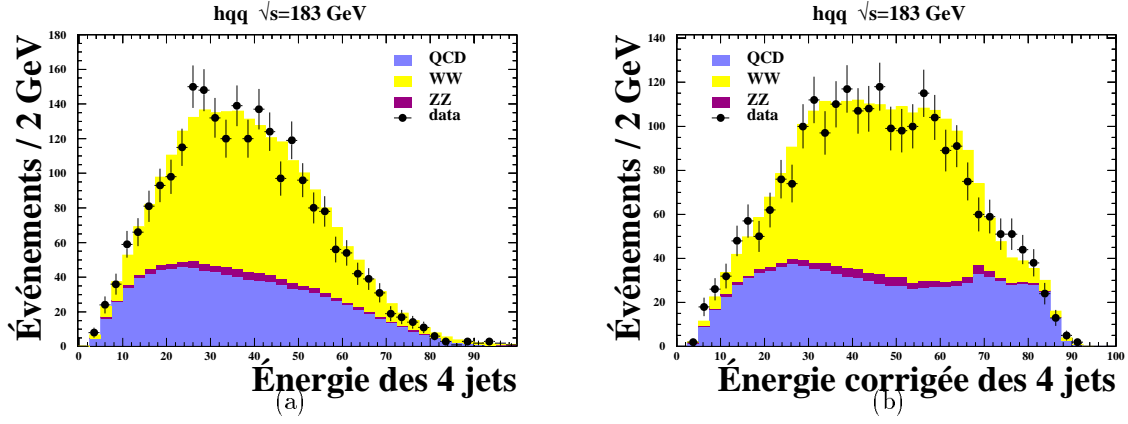 hqq √s=183 GeV
Événements / 2 GeV
180
160
140
120
100
80
60
40
20
0
0 10 20 30 40 50 60 70 80 90
QCD
WW
ZZ
data
Énergie des 4 jets
(a)
hqq √s=183 GeV
Événements / 2 GeV
140
120
100
80
60
40
20
0
0 10 20 30 40 50 60 70 80 90 100
QCD
WW
ZZ
data
Énergie corrigée des 4 jets
(b)